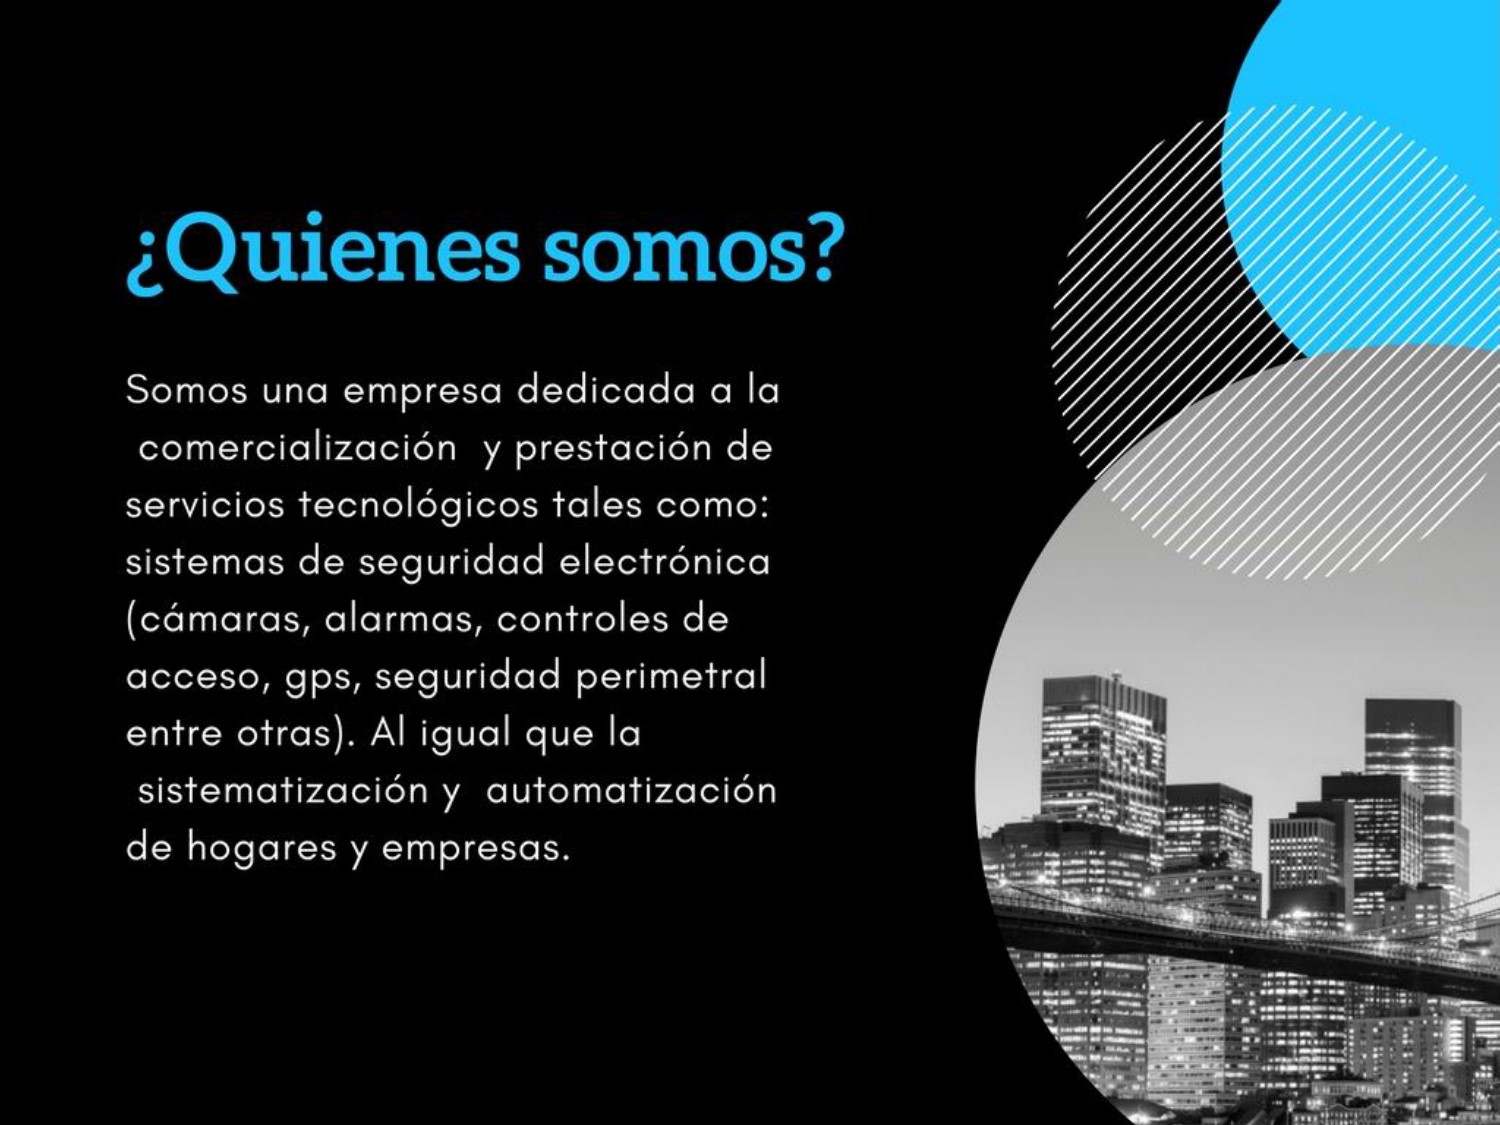 ¿Quienes somos?
Somos una empresa dedicada a la
comercialización y prestación de
servicios tecnológicos tales como:
sistemas de seguridad electrónica
(cámaras, alarmas, controles de
acceso, gps, seguridad perimetral
entre otras). Al igual que la
sistematización y automatización
de hogares y empresas.